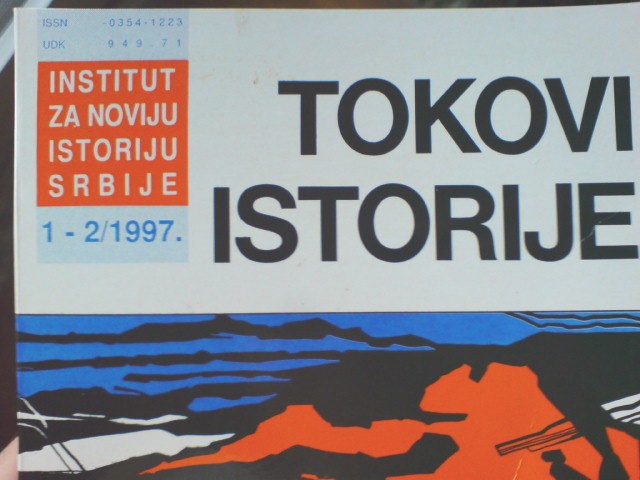 ISSN -0354-1223
UDK 949.71
INSTITUT
ZA NOVIJU
ISTORIJU
SRBIJE
1 - 2/1997.
TOKOVI
ISTORIJE